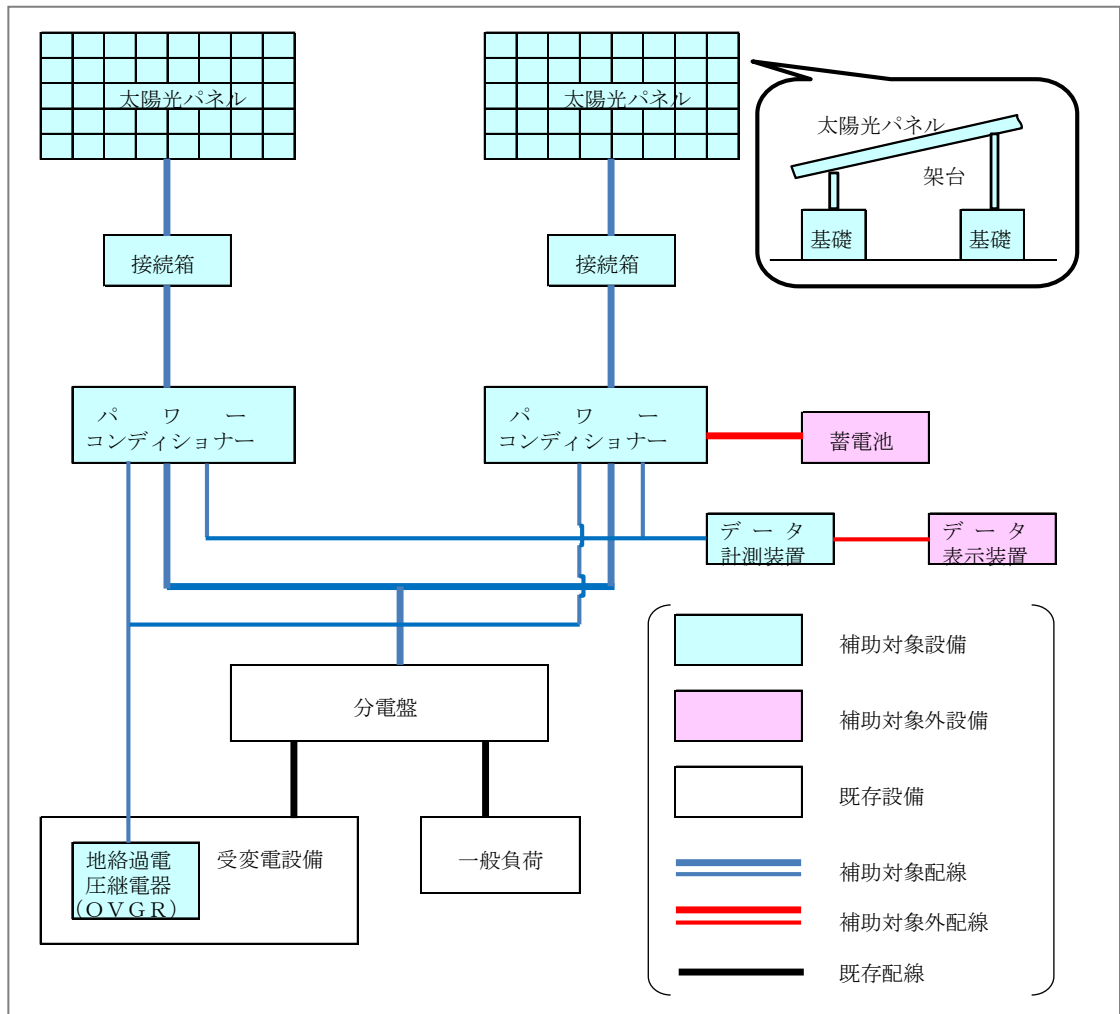 太陽光パネル
太陽光パネル
太陽光パネル
架台
基礎
基礎
接続箱
接続箱
パワー
コンディショナー
パワー
コンディショナー
蓄電池
データ
計測装置
データ
表示装置
分電盤
地絡過電
圧継電器
(ＯＶＧＲ)
受変電設備
一般負荷
補助対象設備
補助対象外設備
既存設備
補助対象配線
補助対象外配線
既存配線